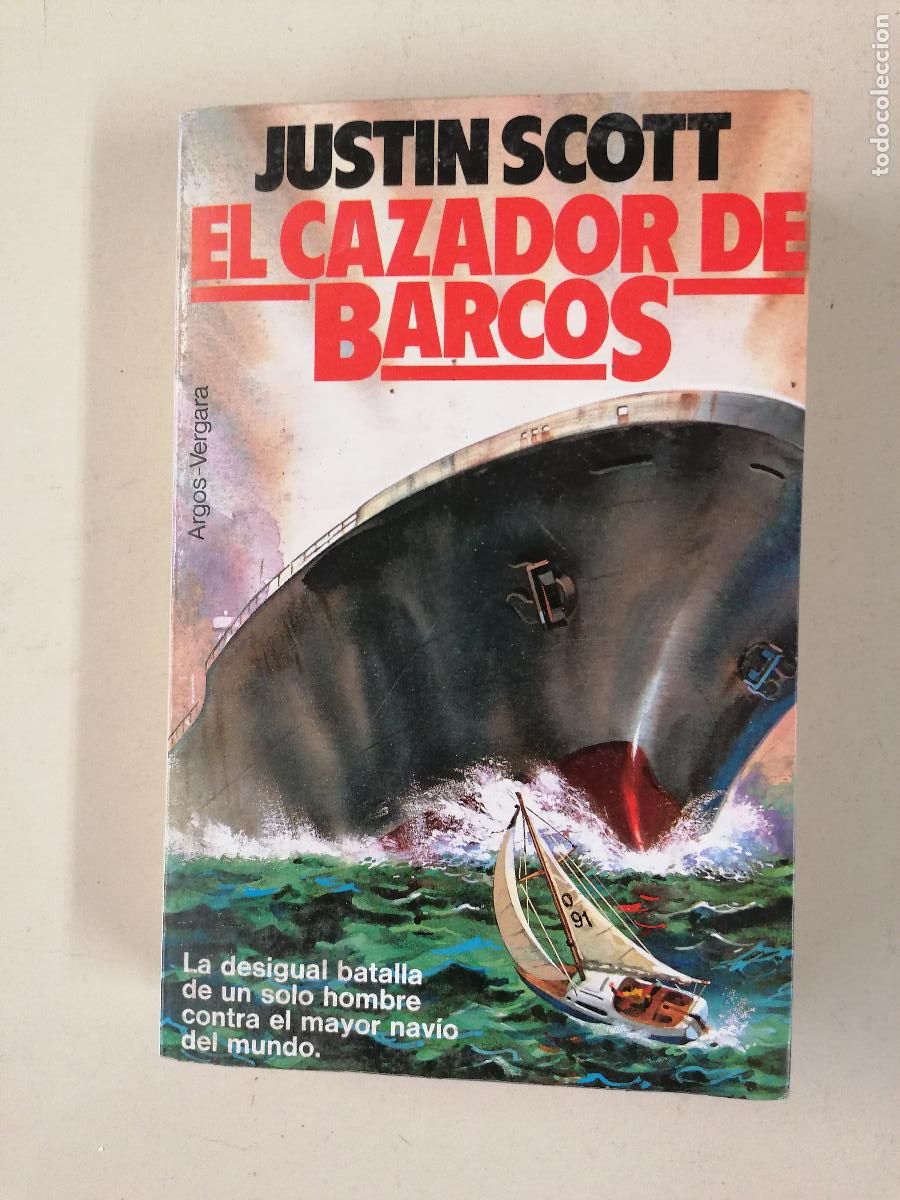 JUSTIN SCOTT
EL CAZADOR DE
BARCOS
Argos-Vergara
O
91
La desigual batalla
de un solo hombre
contra el mayor navío
del mundo.
todocoleccion